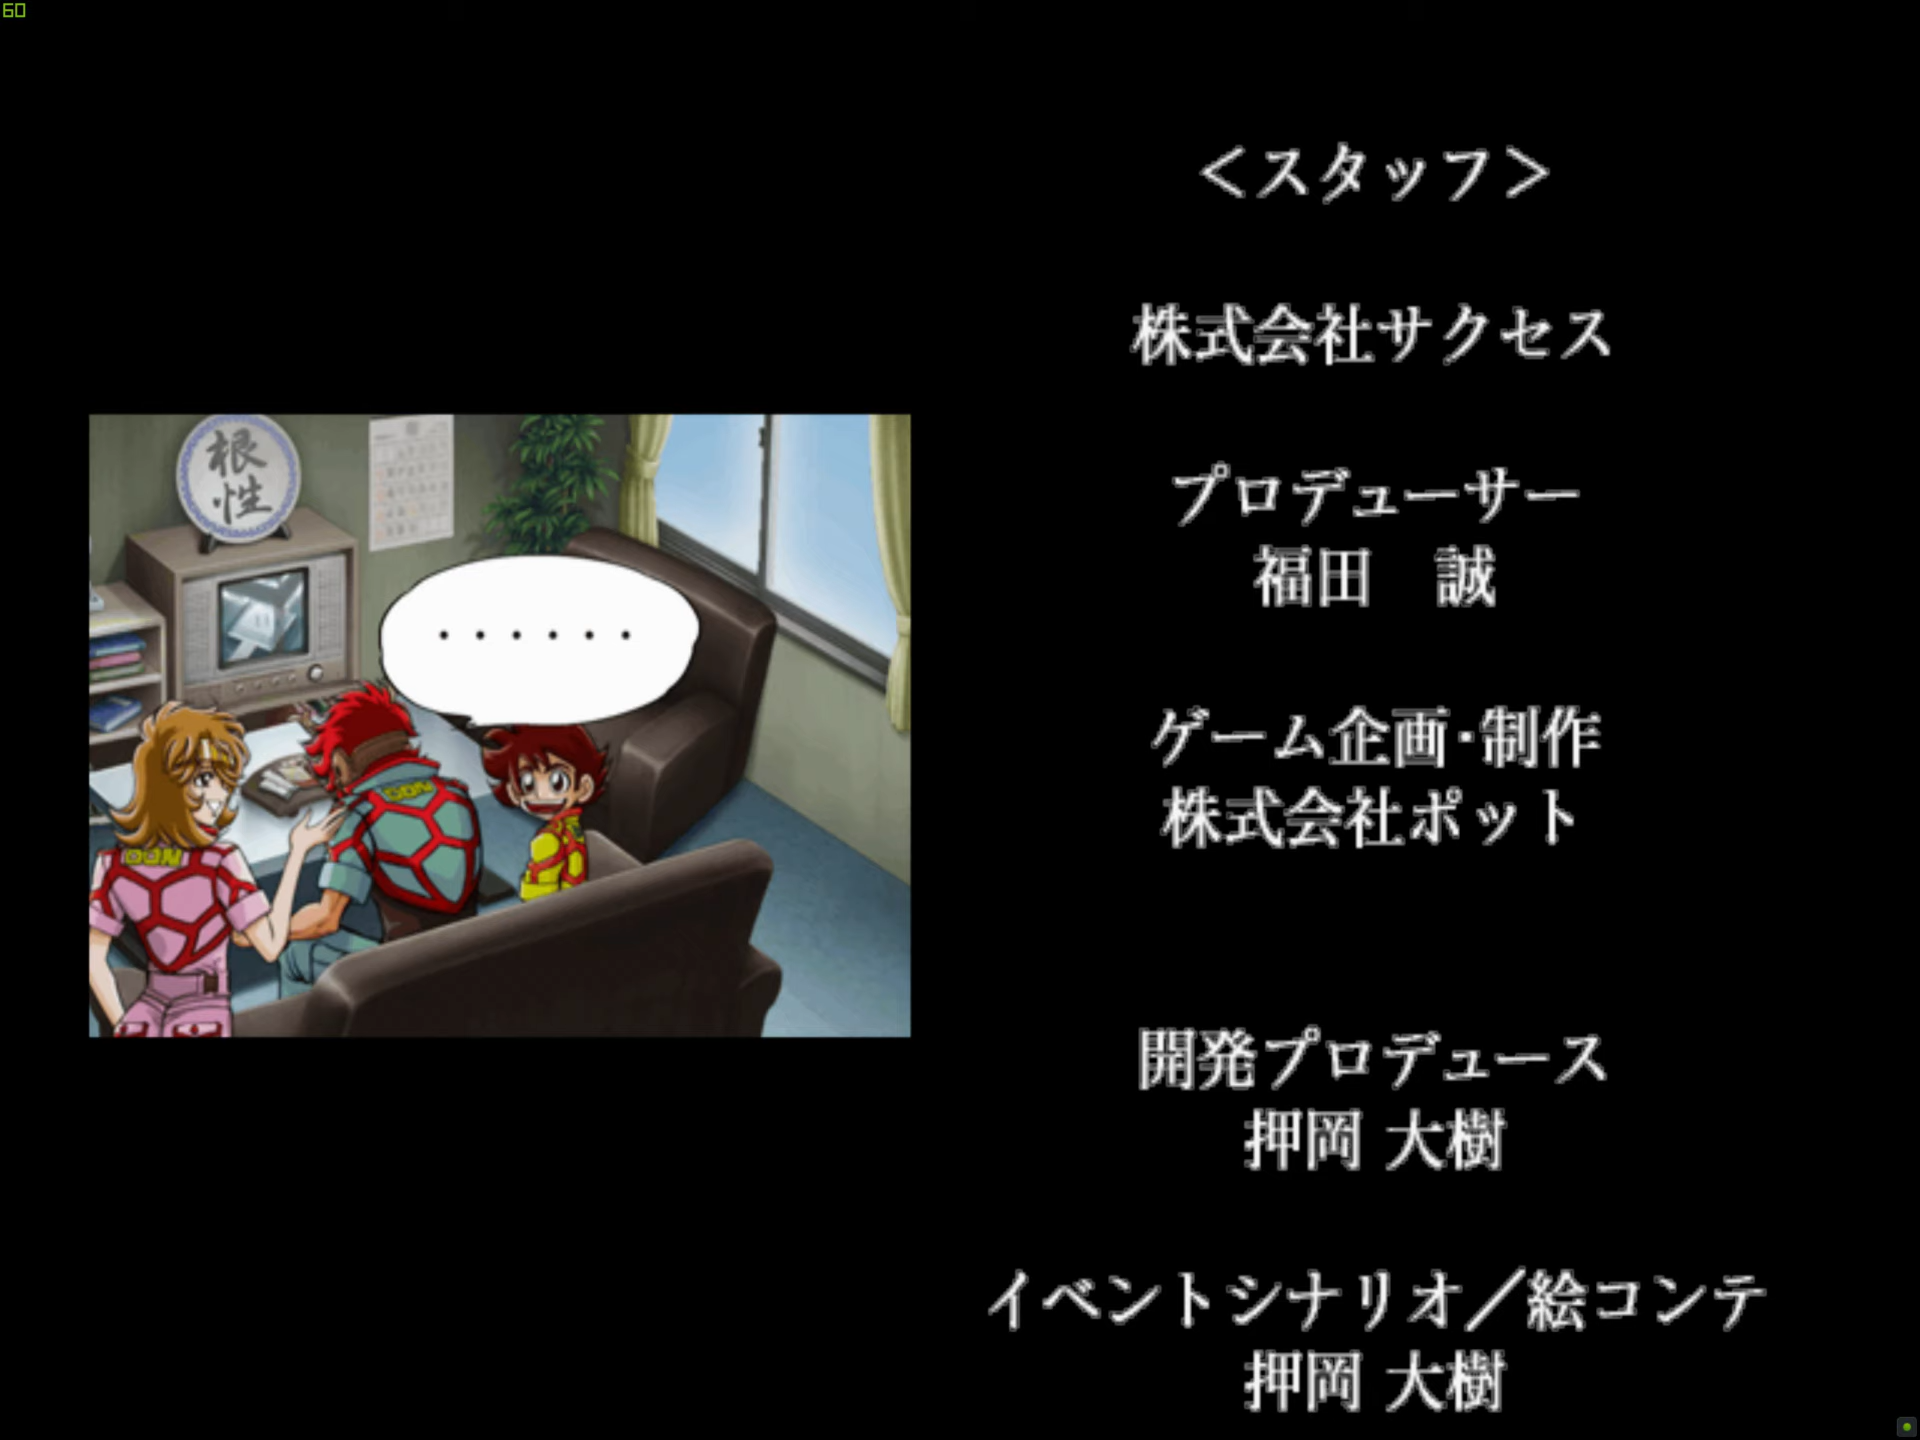 60
<スタッフ>
株式会社サクセス
プロデューサー
福田 誠
ゲーム企画・制作
株式会社ポット
開発プロデュース
押岡 大樹
イベントシナリオ/絵コンテ
押岡 大樹
根性
・・・・・・
DON
DON